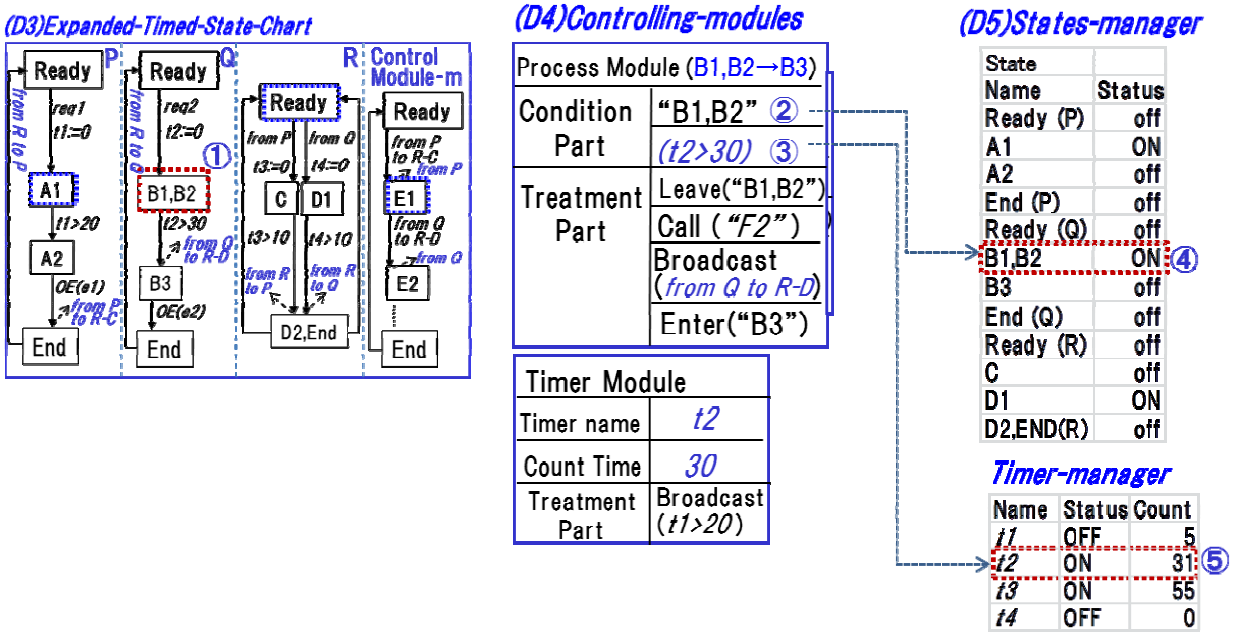 (D3)Expanded-Timed-State-Chart
P
Ready
from R to P
req1
t1:=0
A1
t1>20
A2
OE(e1)
from P
to R-C
End
Q
Ready
from R to Q
req2
t2:=0
①
B1,B2
t2>30
from Q
to R-D
B3
OE(e2)
End
R
Ready
from P
from Q
t3:=0
t4:=0
C
D1
t3>10
t4>10
from R
to P
from R
to Q
D2,End
Control
Module-m
Ready
from P
to R-C
from P
E1
from Q
to R-D
from Q
E2
End
(D4)Controlling-modules
Process Module (B1,B2→B3)
Condition
Part
"B1,B2" ②
(t2>30) ③
Treatment
Part
Leave("B1,B2")
Call ("F2")
Broadcast
(from Q to R-D)
Enter("B3")
Timer Module
Timer name t2
Count Time 30
Treatment
Part
Broadcast
(t1>20)
(D5)States-manager
State
Name Status
Ready (P) off
A1 ON
A2 off
End (P) off
Ready (Q) off
B1,B2 ON ④
B3 off
End (Q) off
Ready (R) off
C off
D1 ON
D2,END(R) off
Timer-manager
Name Status Count
t1 OFF 5
t2 ON 31 ⑤
t3 ON 55
t4 OFF 0